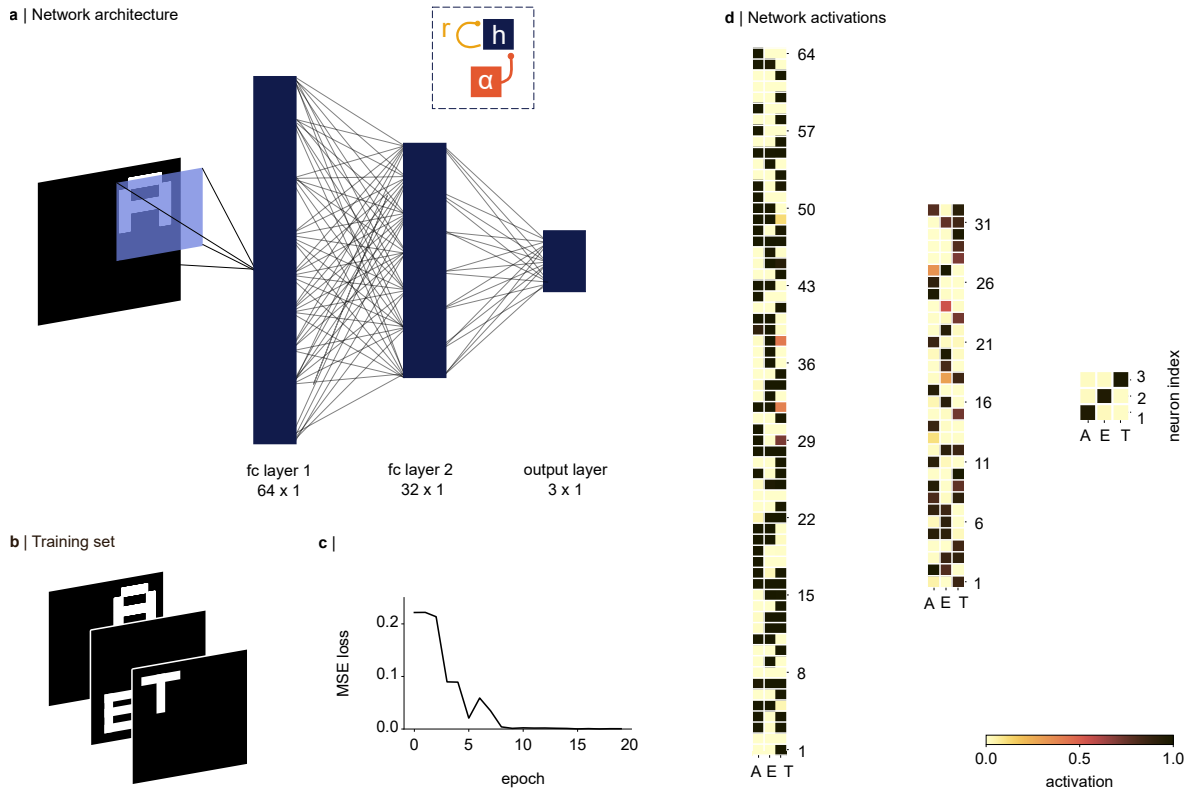 a | Network architecture
r
h
α
fc layer 1
64 x 1
fc layer 2
32 x 1
output layer
3 x 1
b | Training set
A
E
T
c |
MSE loss
0.2
0.1
0.0
0 5 10 15 20
epoch
d | Network activations
64
57
50
43
36
29
22
15
8
1
A E T
31
26
21
16
11
6
1
A E T
3
2
1
A E T
neuron index
0.0 0.5 1.0
activation